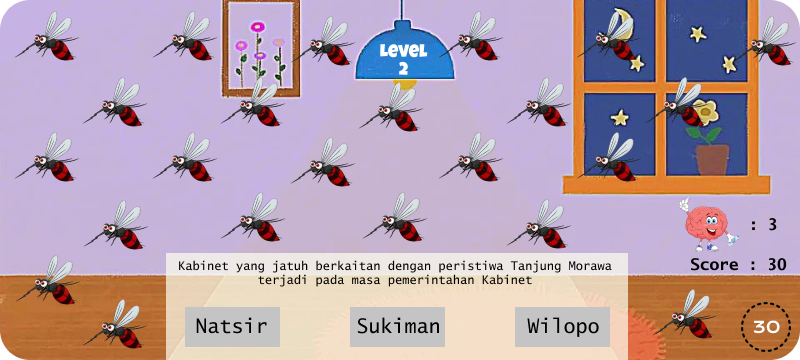 LEVEL
2
: 3
Score : 30
Kabinet yang jatuh berkaitan dengan peristiwa Tanjung Morawa
terjadi pada masa pemerintahan Kabinet
Natsir
Sukiman
Wilopo
30